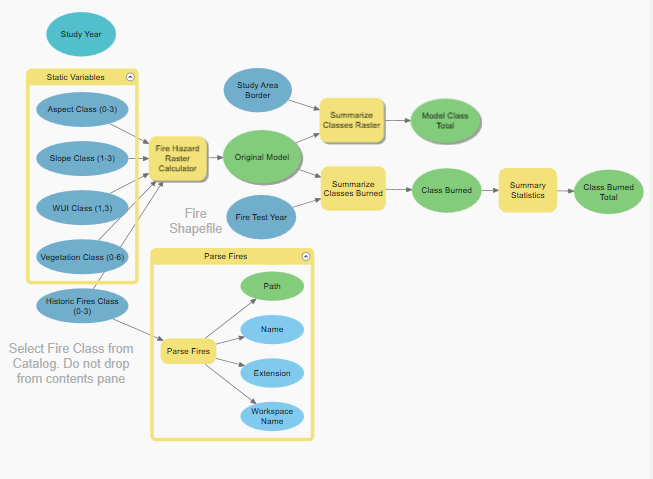 Study Year
Static Variables
Aspect Class (0-3)
Slope Class (1-3)
WUI Class (1,3)
Vegetation Class (0-6)
Historic Fires Class
(0-3)
Select Fire Class from
Catalog. Do not drop
from contents pane
Fire Hazard
Raster
Calculator
Study Area
Border
Original Model
Fire
Shapefile
Fire Test Year
Summarize
Classes Raster
Model Class
Total
Summarize
Classes Burned
Class Burned
Summary
Statistics
Class Burned
Total
Parse Fires
Parse Fires
Path
Name
Extension
Workspace
Name